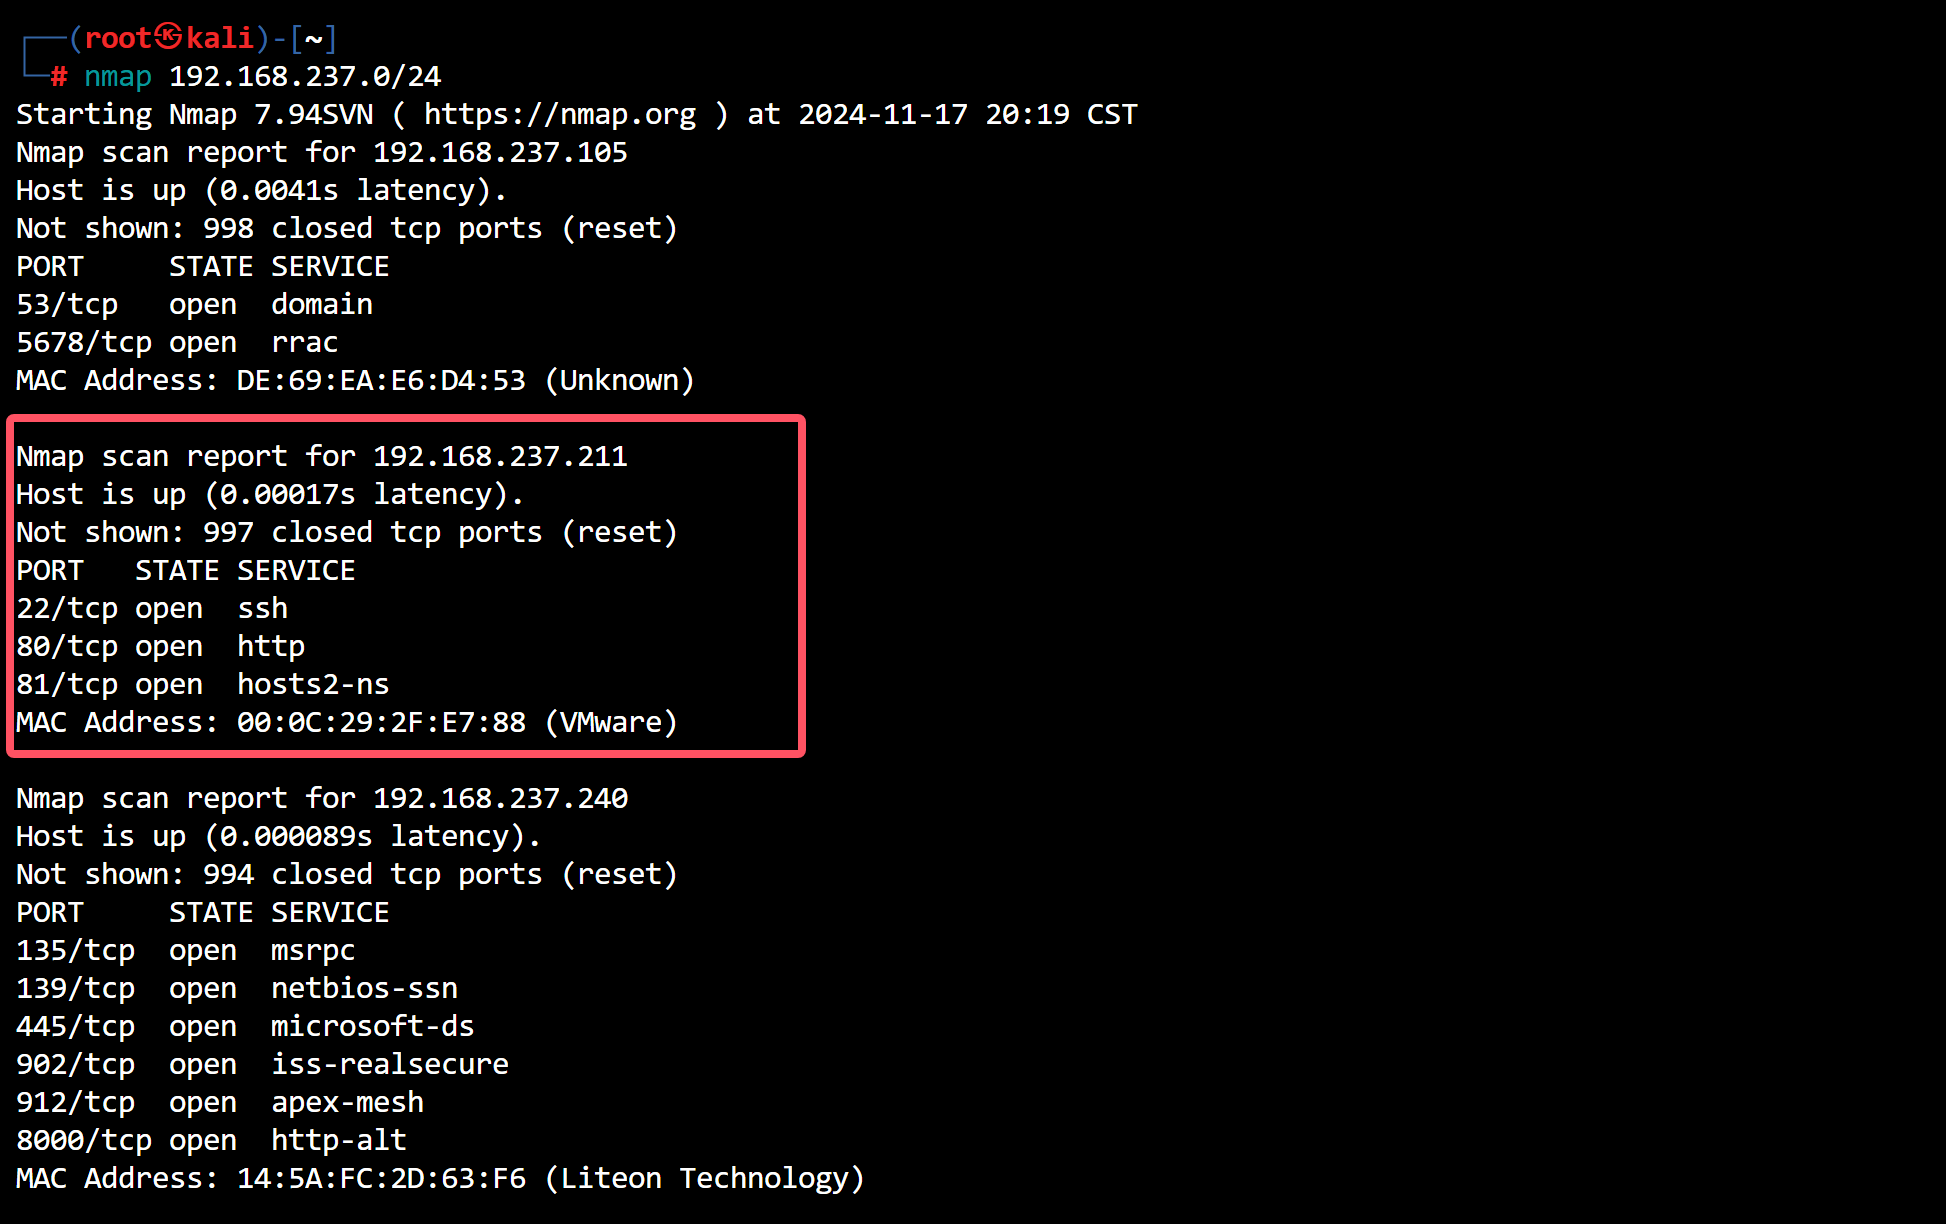 ┌──(root㉿kali)-[~]
└─# nmap 192.168.237.0/24
Starting Nmap 7.94SVN ( https://nmap.org ) at 2024-11-17 20:19 CST
Nmap scan report for 192.168.237.105
Host is up (0.0041s latency).
Not shown: 998 closed tcp ports (reset)
PORT     STATE SERVICE
53/tcp   open  domain
5678/tcp open  rrac
MAC Address: DE:69:EA:E6:D4:53 (Unknown)
Nmap scan report for 192.168.237.211
Host is up (0.00017s latency).
Not shown: 997 closed tcp ports (reset)
PORT   STATE SERVICE
22/tcp open  ssh
80/tcp open  http
81/tcp open  hosts2-ns
MAC Address: 00:0C:29:2F:E7:88 (VMware)
Nmap scan report for 192.168.237.240
Host is up (0.000089s latency).
Not shown: 994 closed tcp ports (reset)
PORT     STATE SERVICE
135/tcp  open  msrpc
139/tcp  open  netbios-ssn
445/tcp  open  microsoft-ds
902/tcp  open  iss-realsecure
912/tcp  open  apex-mesh
8000/tcp open  http-alt
MAC Address: 14:5A:FC:2D:63:F6 (Liteon Technology)